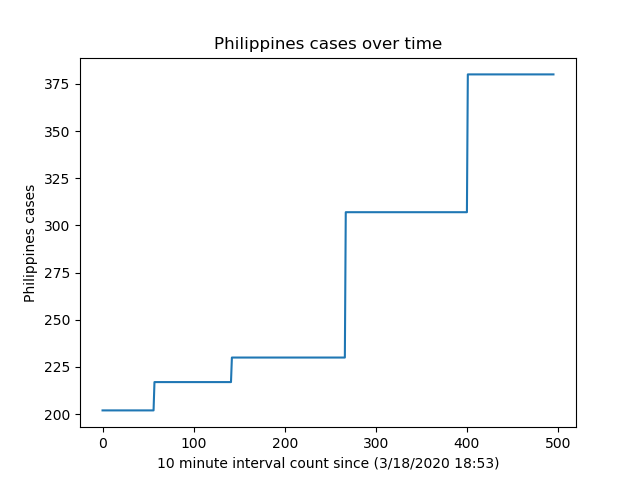 Philippines cases over time
Philippines cases
375
350
325
300
275
250
225
200
0 100 200 300 400 500
10 minute interval count since (3/18/2020 18:53)